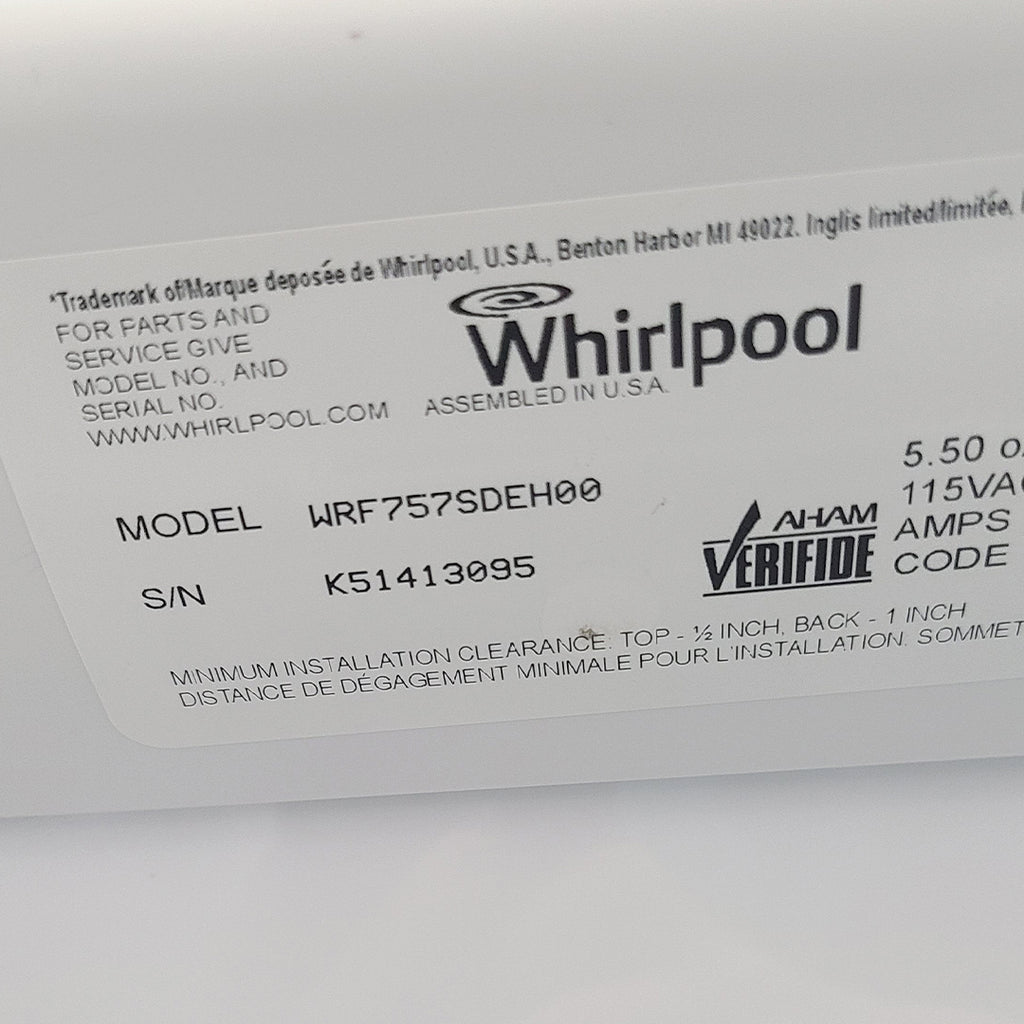 *Trademark of/Marque deposée de Whirlpool, U.S.A., Benton Harbor MI 49022. Inglis limited/limitée,
FOR PARTS AND
SERVICE GIVE
MODEL NO., AND
SERIAL NO.
WWW.WHIRLPOOL.COM
Whirlpool
ASSEMBLED IN U.S.A.
MODEL WRF757SDEH00
S/N K51413095
AHAM
VERIFIDE
5.50
115VAC
AMPS
CODE
MINIMUM INSTALLATION CLEARANCE: TOP - ½ INCH, BACK - 1 INCH
DISTANCE DE DÉGAGEMENT MINIMALE POUR L'INSTALLATION. SOMMET